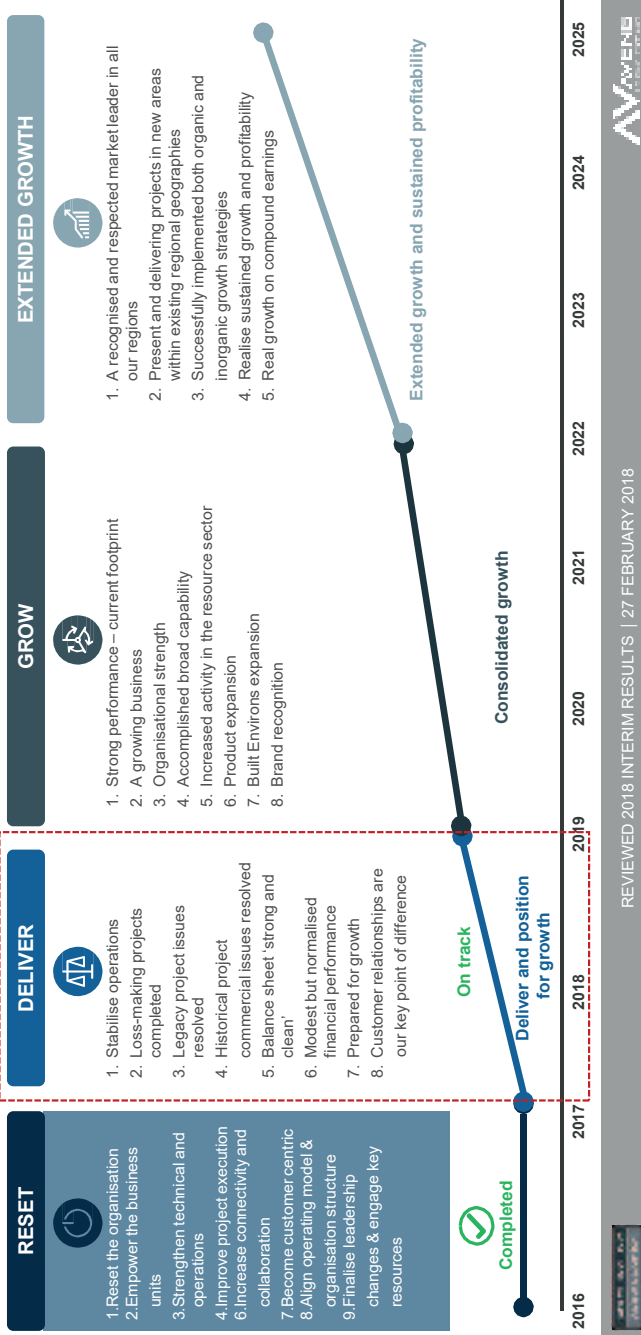 RESET
1.Reset the organisation
2.Empower the business
units
3.Strengthen technical and
operations
4.Improve project execution
6.Increase connectivity and
collaboration
7.Become customer centric
8.Align operating model &
organisation structure
9.Finalise leadership
changes & engage key
resources
Completed
DELIVER
1. Stabilise operations
2. Loss-making projects
completed
3. Legacy project issues
resolved
4. Historical project
commercial issues resolved
5. Balance sheet ‘strong and
clean’
6. Modest but normalised
financial performance
7. Prepared for growth
8. Customer relationships are
our key point of difference
On track
Deliver and position
for growth
GROW
1. Strong performance – current footprint
2. A growing business
3. Organisational strength
4. Accomplished broad capability
5. Increased activity in the resource sector
6. Product expansion
7. Built Environs expansion
8. Brand recognition
Consolidated growth
EXTENDED GROWTH
1. A recognised and respected market leader in all
our regions
2. Present and delivering projects in new areas
within existing regional geographies
3. Successfully implemented both organic and
inorganic growth strategies
4. Realise sustained growth and profitability
5. Real growth on compound earnings
Extended growth and sustained profitability
2016
2017
2018
2019
2020
2021
2022
2023
2024
2025
REVIEWED 2018 INTERIM RESULTS | 27 FEBRUARY 2018
AVENG